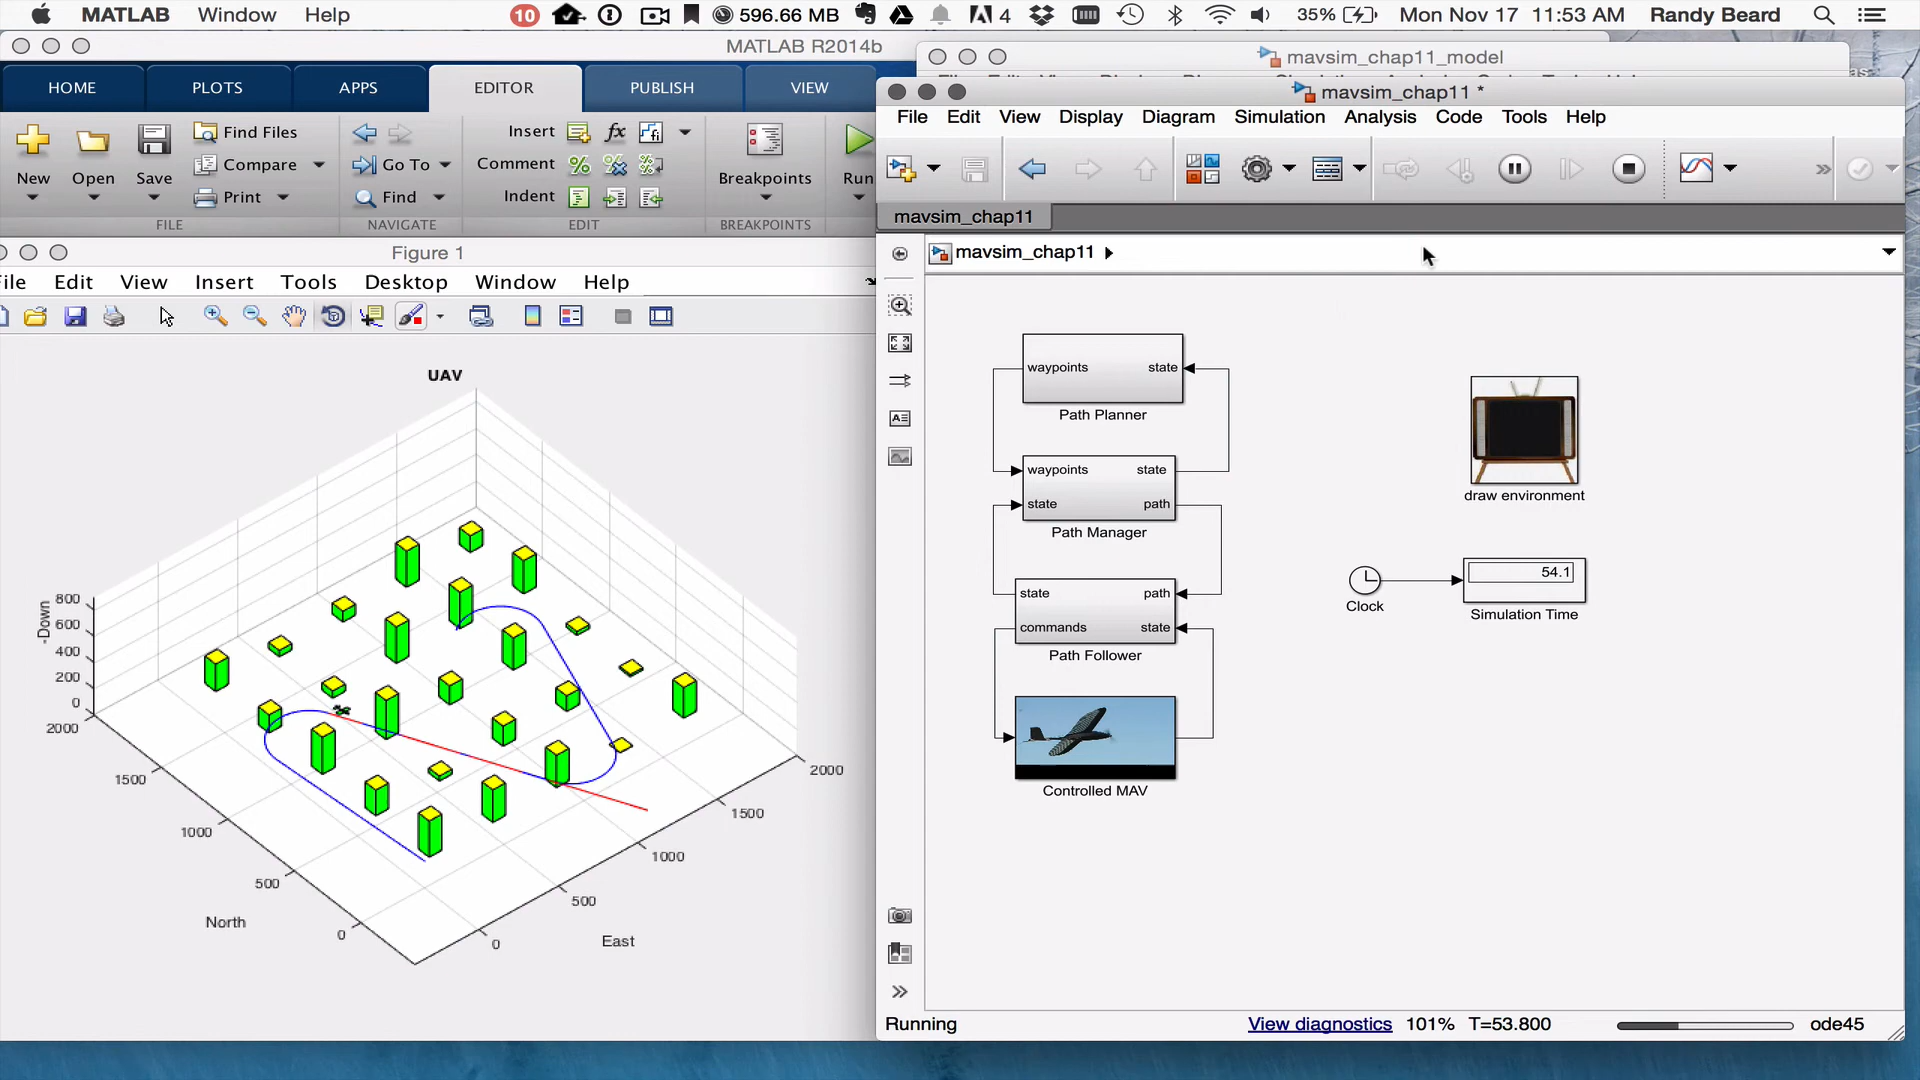 MATLAB Window Help 10 596.66 MB 4 35% Mon Nov 17 11:53 AM Randy Beard
MATLAB R2014b
HOME PLOTS APPS EDITOR PUBLISH VIEW
New Open Save Find Files Compare Print
Go To Find
Insert fx
Comment
Indent
Breakpoints
Run
FILE NAVIGATE EDIT BREAKPOINTS
Figure 1
File Edit View Insert Tools Desktop Window Help
UAV
-Down
800
600
400
200
0
2000
1500
1000
500
0
North
0
500
1000
1500
2000
East
mavsim_chap11_model
mavsim_chap11 *
File Edit View Display Diagram Simulation Analysis Code Tools Help
mavsim_chap11
mavsim_chap11
waypoints state
Path Planner
waypoints state
state path
Path Manager
state path
commands state
Path Follower
Controlled MAV
draw environment
Clock
54.1
Simulation Time
Running View diagnostics 101% T=53.800 ode45